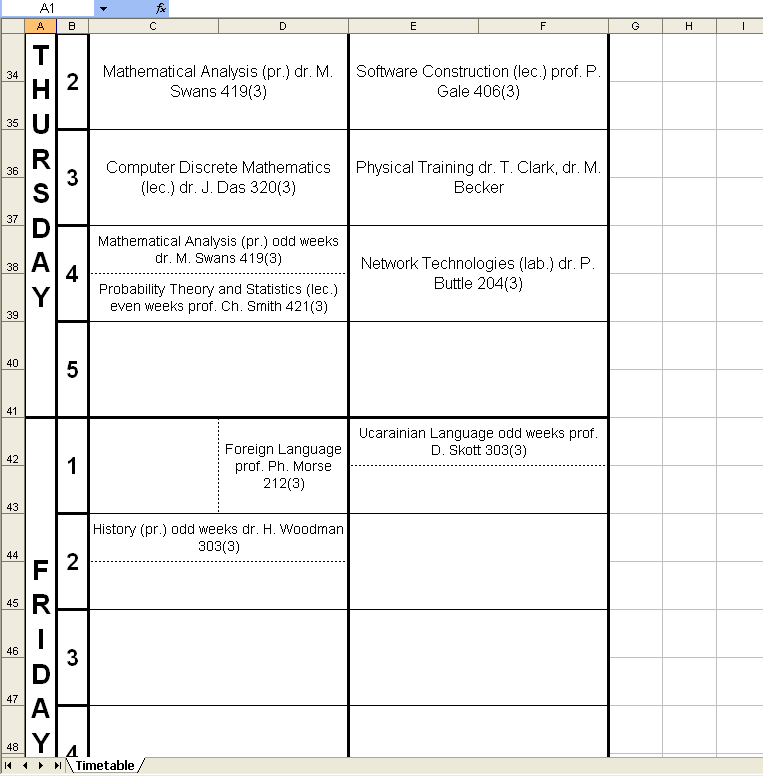 A1 fx
A B C D E F G H I
T
H
U
R
S
D
A
Y
34
35
2
Mathematical Analysis (pr.) dr. M.
Swans 419(3)
Software Construction (lec.) prof. P.
Gale 406(3)
36
37
3
Computer Discrete Mathematics
(lec.) dr. J. Das 320(3)
Physical Training dr. T. Clark, dr. M.
Becker
38
39
4
Mathematical Analysis (pr.) odd weeks
dr. M. Swans 419(3)
Probability Theory and Statistics (lec.)
even weeks prof. Ch. Smith 421(3)
Network Technologies (lab.) dr. P.
Buttle 204(3)
40
41
5
F
R
I
D
A
Y
42
43
1
Foreign Language
prof. Ph. Morse
212(3)
Ucarainian Language odd weeks prof.
D. Skott 303(3)
44
45
2
History (pr.) odd weeks dr. H. Woodman
303(3)
46
47
3
48
4
Timetable